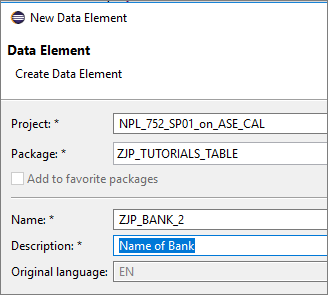 New Data Element
Data Element
Create Data Element
Project: * NPL_752_SP01_on_ASE_CAL
Package: * ZJP_TUTORIALS_TABLE
Add to favorite packages
Name: * ZJP_BANK_2
Description: * Name of Bank
Original language: EN